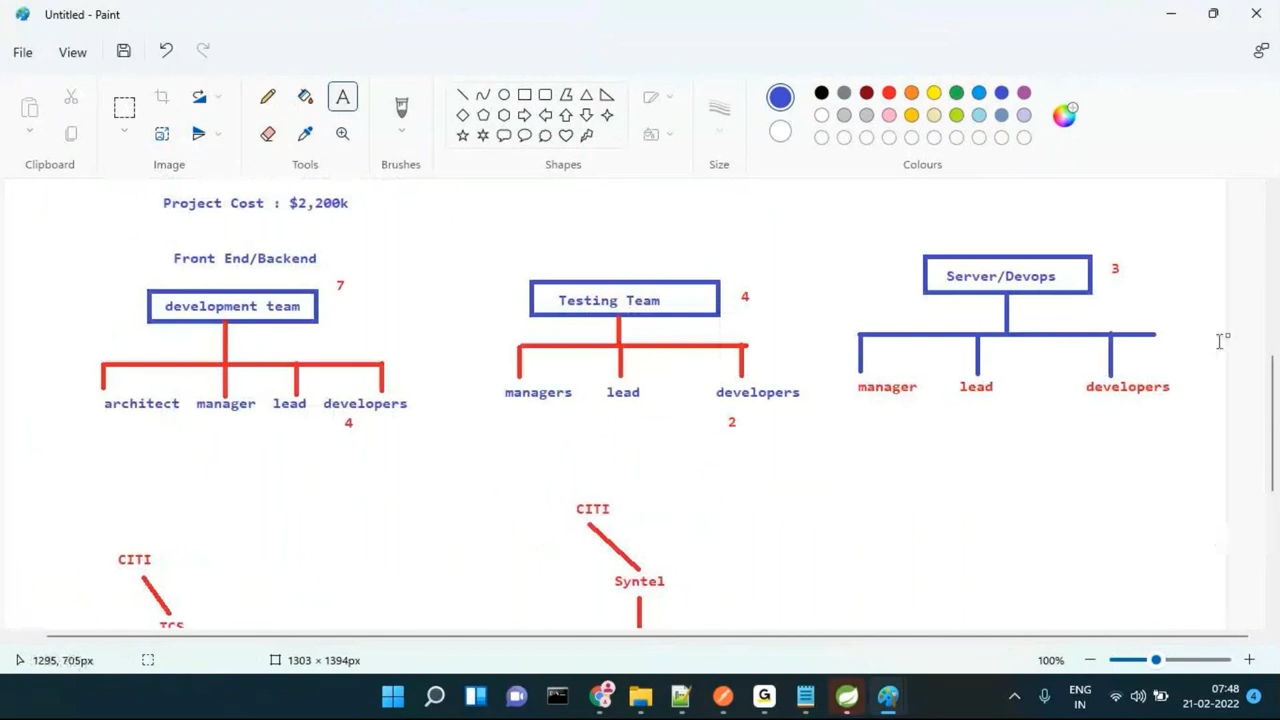 Untitled - Paint
File View
Clipboard Image Tools Brushes Shapes Size Colours
Project Cost : $2,200k
Front End/Backend
7
development team
architect manager lead developers
4
Testing Team
4
managers lead developers
2
Server/Devops
3
manager lead developers
CITI
TCS
CITI
Syntel
1295, 705px
1303 × 1394px
100%
ENG
IN
07:48
21-02-2022
4